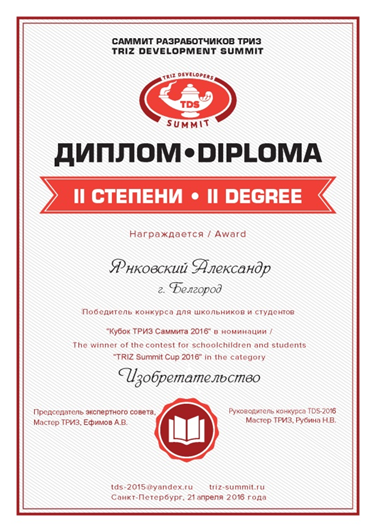 САММИТ РАЗРАБОТЧИКОВ ТРИЗ
TRIZ DEVELOPMENT SUMMIT
TRIZ DEVELOPERS
TDS
SUMMIT
ДИПЛОМ•DIPLOMA
II СТЕПЕНИ • II DEGREE
Награждается / Award
Янковский Александр
г. Белгород
Победитель конкурса для школьников и студентов
"Кубок ТРИЗ Саммита 2016" в номинации /
The winner of the contest for schoolchildren and students
"TRIZ Summit Cup 2016" in the category
Изобретательство
Председатель экспертного совета,
Мастер ТРИЗ, Ефимов А.В.
Руководитель конкурса TDS-2016
Мастер ТРИЗ, Рубина Н.В.
tds-2015@yandex.ru triz-summit.ru
Санкт-Петербург, 21 апреля 2016 года